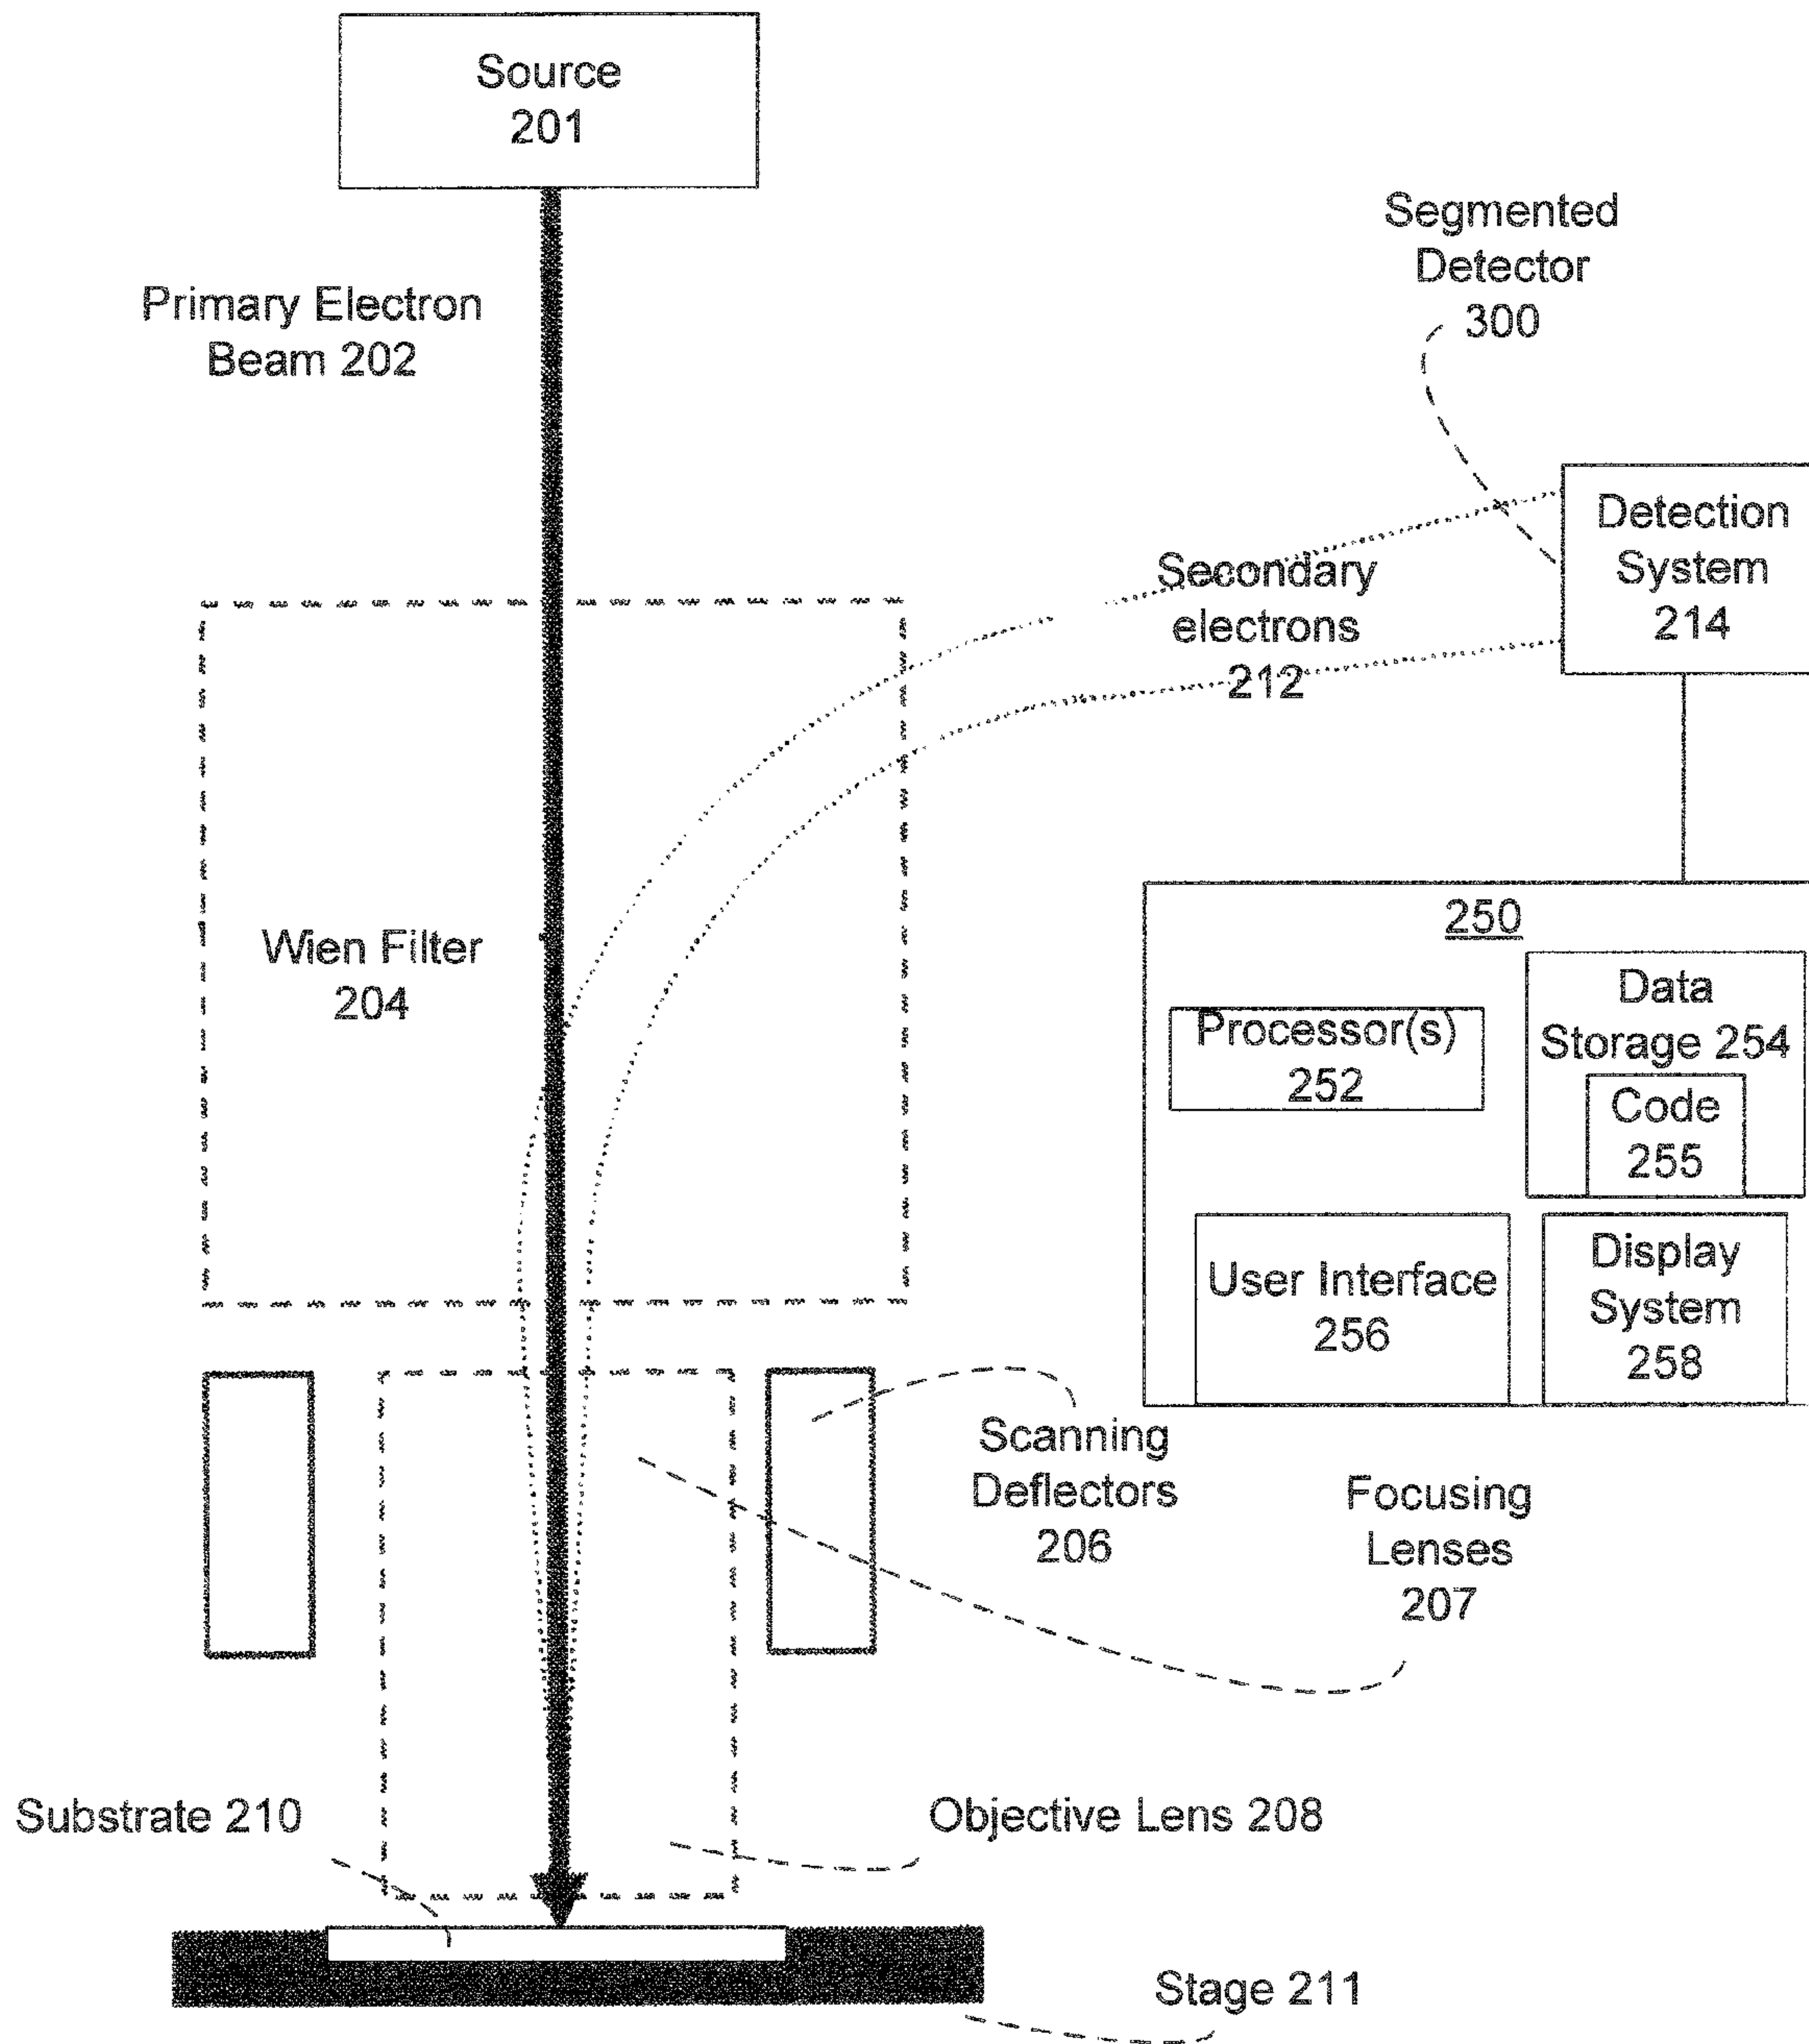 Source
201
Primary Electron
Beam 202
Segmented
Detector
300
Detection
System
214
Secondary
electrons
212
Wien Filter
204
250
Processor(s)
252
Data
Storage 254
Code
255
User Interface
256
Display
System
258
Scanning
Deflectors
206
Focusing
Lenses
207
Substrate 210
Objective Lens 208
Stage 211